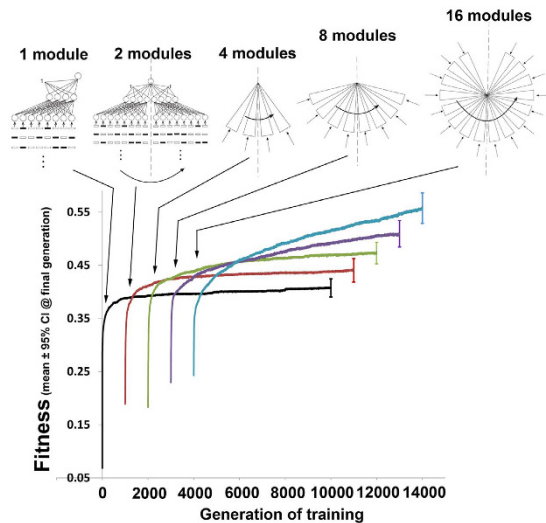 16 modules
8 modules
1 module
2 modules
4 modules
0.55
0.45
0.35
0.25
0.15
0.05
Fitness (mean ± 95% CI @ final generation)
0 2000 4000 6000 8000 10000 12000 14000
Generation of training